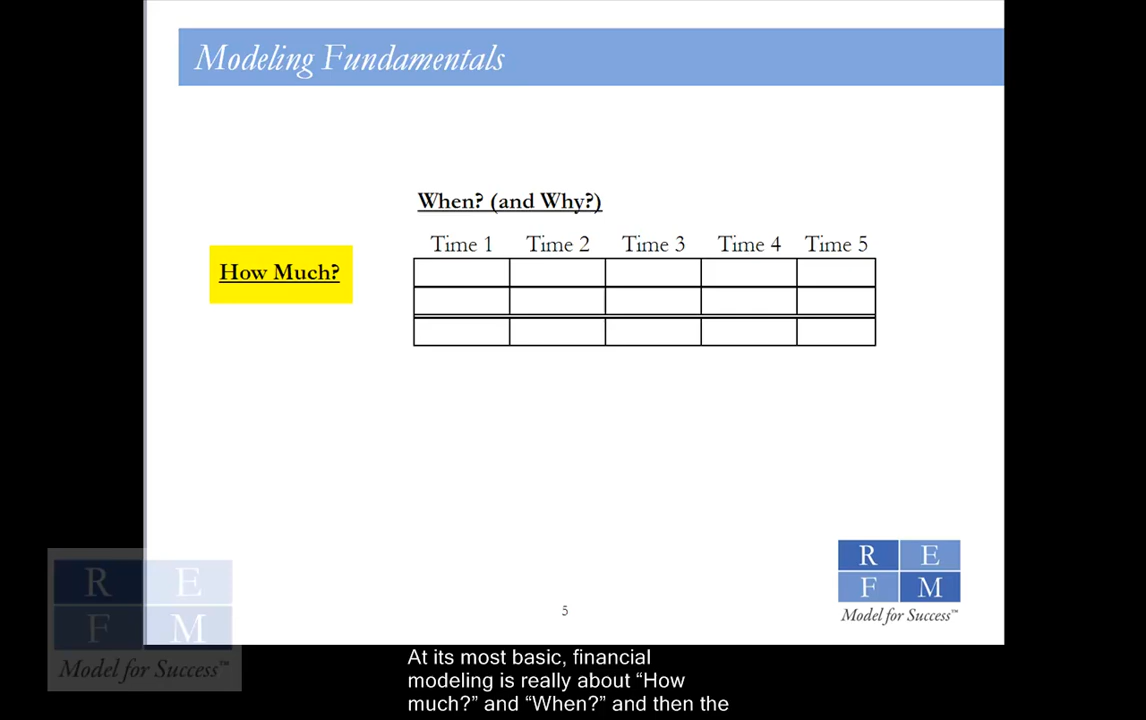 Modeling Fundamentals
When? (and Why?)
Time 1 Time 2 Time 3 Time 4 Time 5
How Much?
R E
F M
Model for Success™
5
R E
F M
Model for Success™
At its most basic, financial
modeling is really about “How
much?” and “When?” and then the